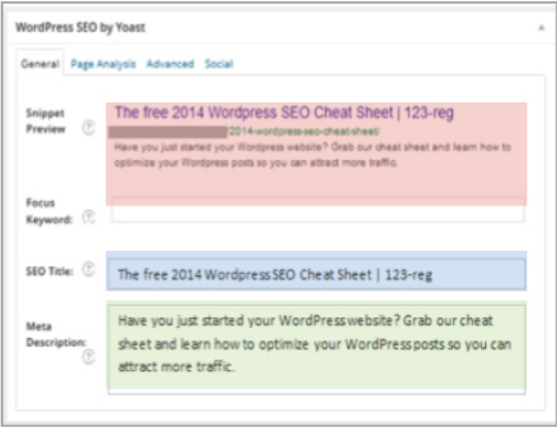 WordPress SEO by Yoast
General Page Analysis Advanced Social
Snippet
Preview
The free 2014 Wordpress SEO Cheat Sheet | 123-reg
/2014-wordpress-seo-cheat-sheet/
Have you just started your Wordpress website? Grab our cheat sheet and learn how to
optimize your Wordpress posts so you can attract more traffic.
Focus
Keyword:
SEO Title:
The free 2014 Wordpress SEO Cheat Sheet | 123-reg
Meta
Description:
Have you just started your WordPress website? Grab our cheat
sheet and learn how to optimize your WordPress posts so you can
attract more traffic.